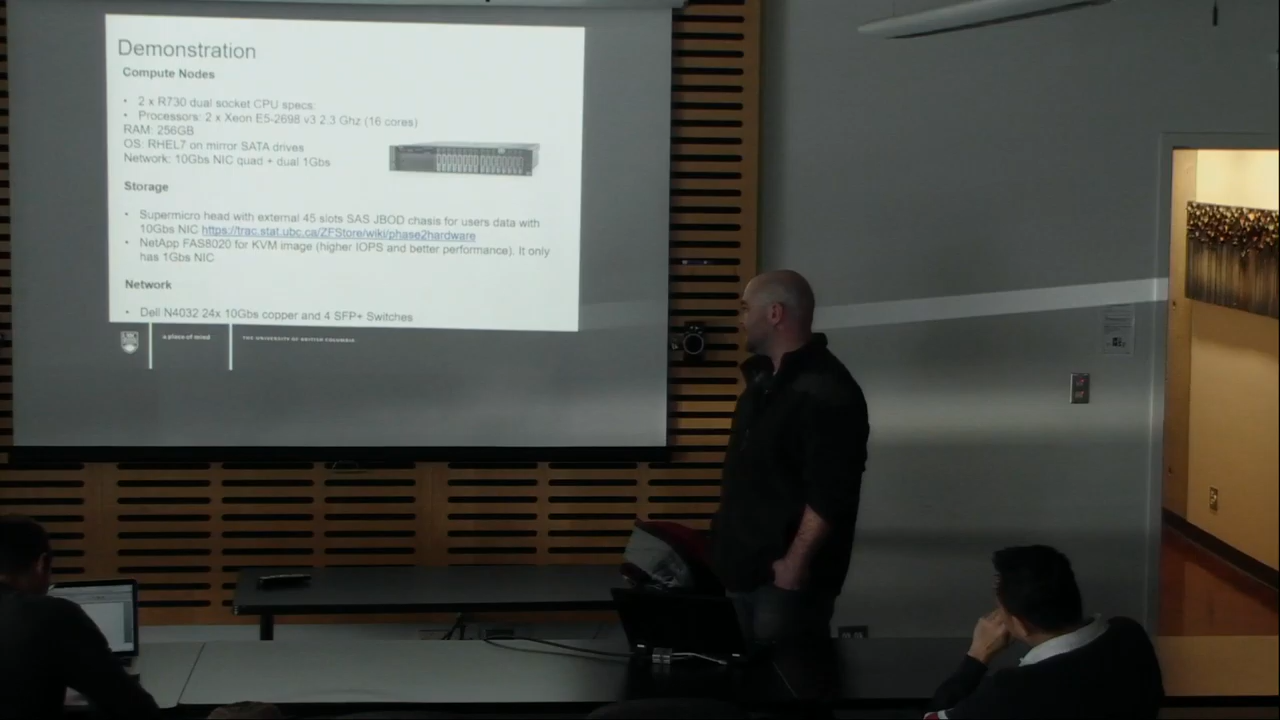 Demonstration
Compute Nodes
• 2 x R730 dual socket CPU specs:
• Processors: 2 x Xeon E5-2698 v3 2.3 Ghz (16 cores)
RAM: 256GB
OS: RHEL7 on mirror SATA drives
Network: 10Gbs NIC quad + dual 1Gbs
Storage
• Supermicro head with external 45 slots SAS JBOD chasis for users data with
10Gbs NIC https://trac.stat.ubc.ca/ZFStore/wiki/phase2hardware
• NetApp FAS8020 for KVM image (higher IOPS and better performance). It only
has 1Gbs NIC
Network
• Dell N4032 24x 10Gbs copper and 4 SFP+ Switches
a place of mind
THE UNIVERSITY OF BRITISH COLUMBIA